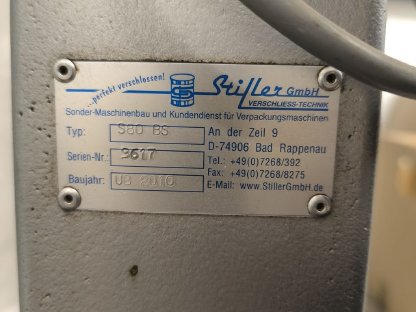 ...perfekt verschlossen!
Stiller GmbH
VERSCHLIESS-TECHNIK
Sonder-Maschinenbau und Kundendienst für Verpackungsmaschinen
Typ: S80 BS
An der Zeil 9
D-74906 Bad Rappenau
Serien-Nr.: 3617
Tel.: +49(0)7268/392
Fax: +49(0)7268/8275
Baujahr: UB 2010
E-Mail: www.StillerGmbH.de